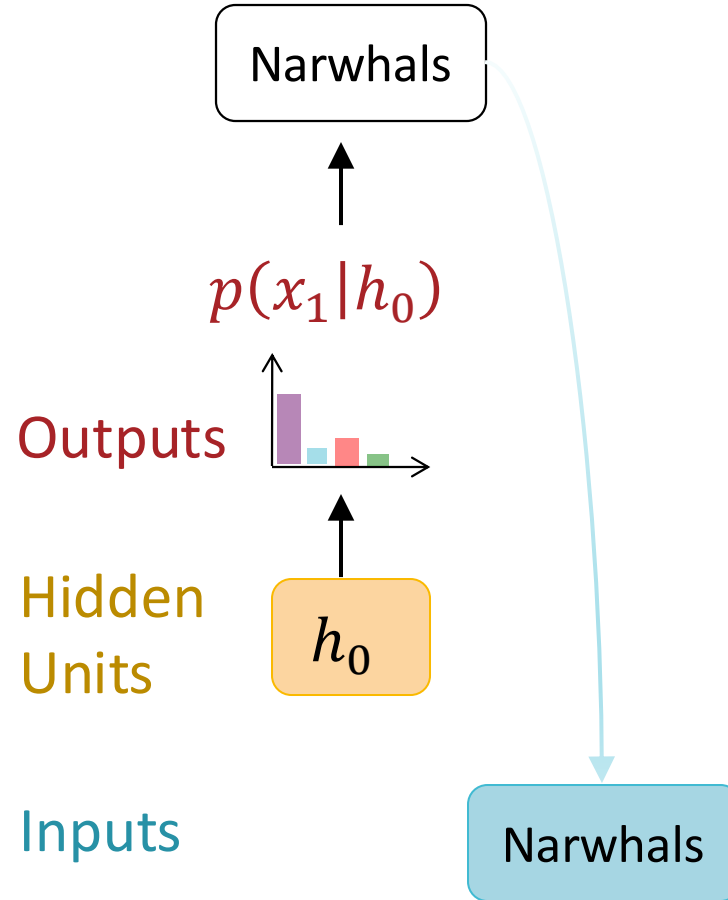 Narwhals
p(x₁|h₀)
Outputs
Hidden
Units
h₀
Inputs
Narwhals